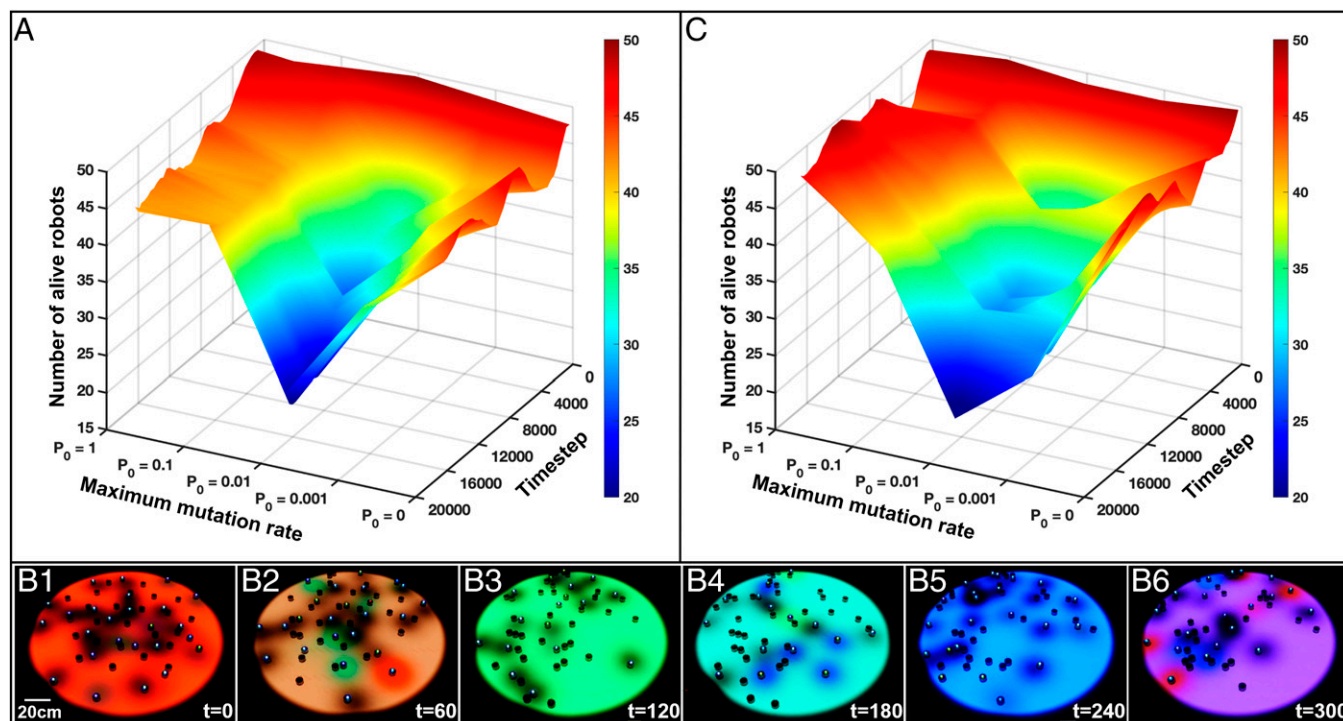 A
50
45
40
35
30
25
20
15
Number of alive robots
P0 = 1
P0 = 0.1
P0 = 0.01
P0 = 0.001
P0 = 0
Maximum mutation rate
0
4000
8000
12000
16000
20000
Timestep
50
45
40
35
30
25
20
C
50
45
40
35
30
25
20
15
Number of alive robots
P0 = 1
P0 = 0.1
P0 = 0.01
P0 = 0.001
P0 = 0
Maximum mutation rate
0
4000
8000
12000
16000
20000
Timestep
50
45
40
35
30
25
20
B1
20cm
t=0
B2
t=60
B3
t=120
B4
t=180
B5
t=240
B6
t=300